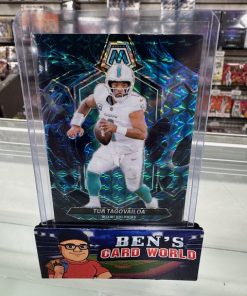 TUA TAGOVAILOA
MIAMI DOLPHINS
BEN'S
CARD WORLD